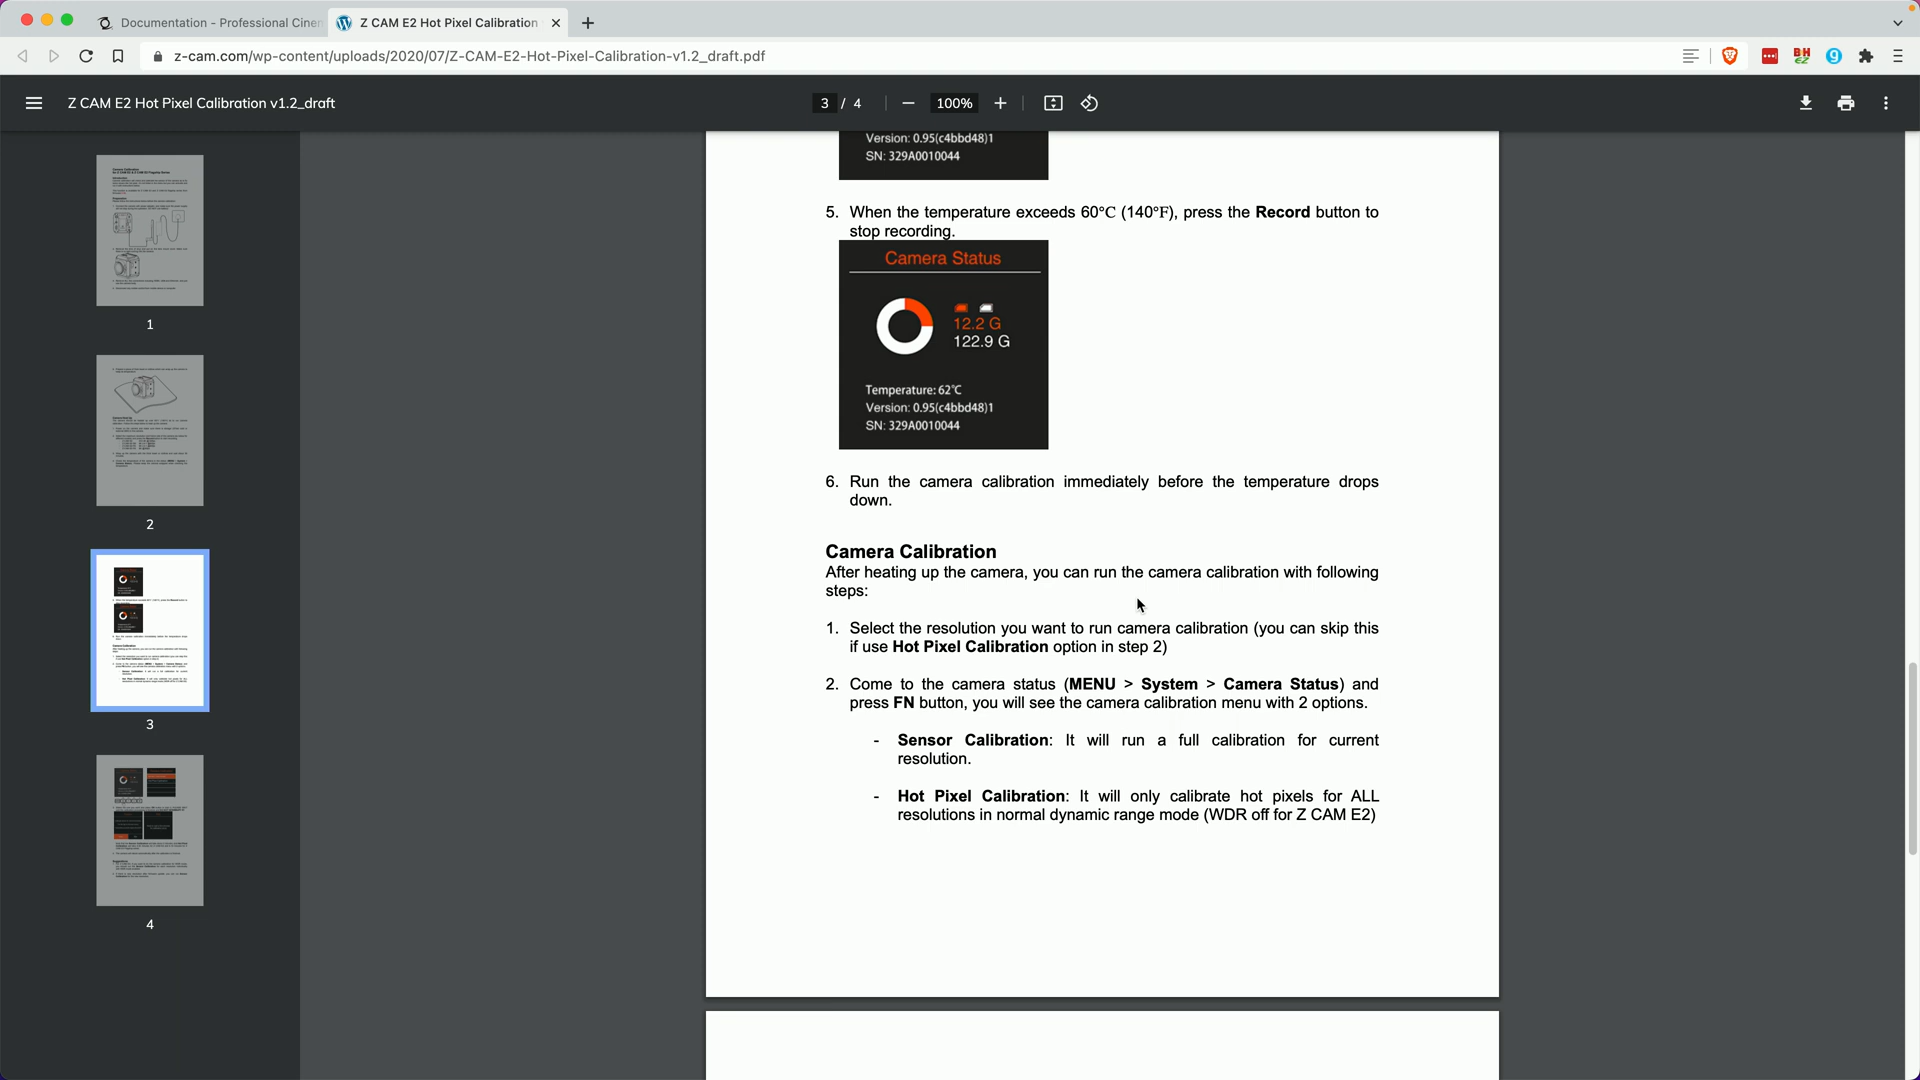 Documentation - Professional Cinen
Z CAM E2 Hot Pixel Calibration
z-cam.com/wp-content/uploads/2020/07/Z-CAM-E2-Hot-Pixel-Calibration-v1.2_draft.pdf
Z CAM E2 Hot Pixel Calibration v1.2_draft
3 / 4
100%
1
2
3
4
Version: 0.95(c4bbd48)1
SN: 329A0010044
5. When the temperature exceeds 60°C (140°F), press the Record button to
stop recording.
Camera Status
12.2 G
122.9 G
Temperature: 62°C
Version: 0.95(c4bbd48)1
SN: 329A0010044
6. Run the camera calibration immediately before the temperature drops
down.
Camera Calibration
After heating up the camera, you can run the camera calibration with following
steps:
1. Select the resolution you want to run camera calibration (you can skip this
if use Hot Pixel Calibration option in step 2)
2. Come to the camera status (MENU > System > Camera Status) and
press FN button, you will see the camera calibration menu with 2 options.
- Sensor Calibration: It will run a full calibration for current
resolution.
- Hot Pixel Calibration: It will only calibrate hot pixels for ALL
resolutions in normal dynamic range mode (WDR off for Z CAM E2)